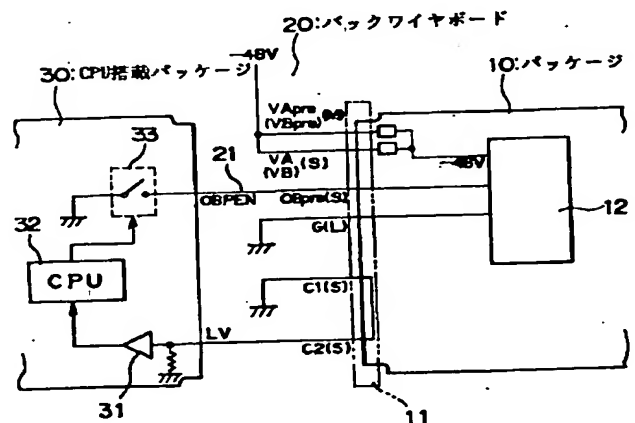 20:バックワイヤボード
-48V
30:CPU搭載パッケージ
10:パッケージ
VApre (M)
(VBpre)
33
21
VA (S)
(VB)
-48V
OBPEN
OBpre(S)
12
32
G(L)
CPU
C1(S)
LV
C2(S)
31
11